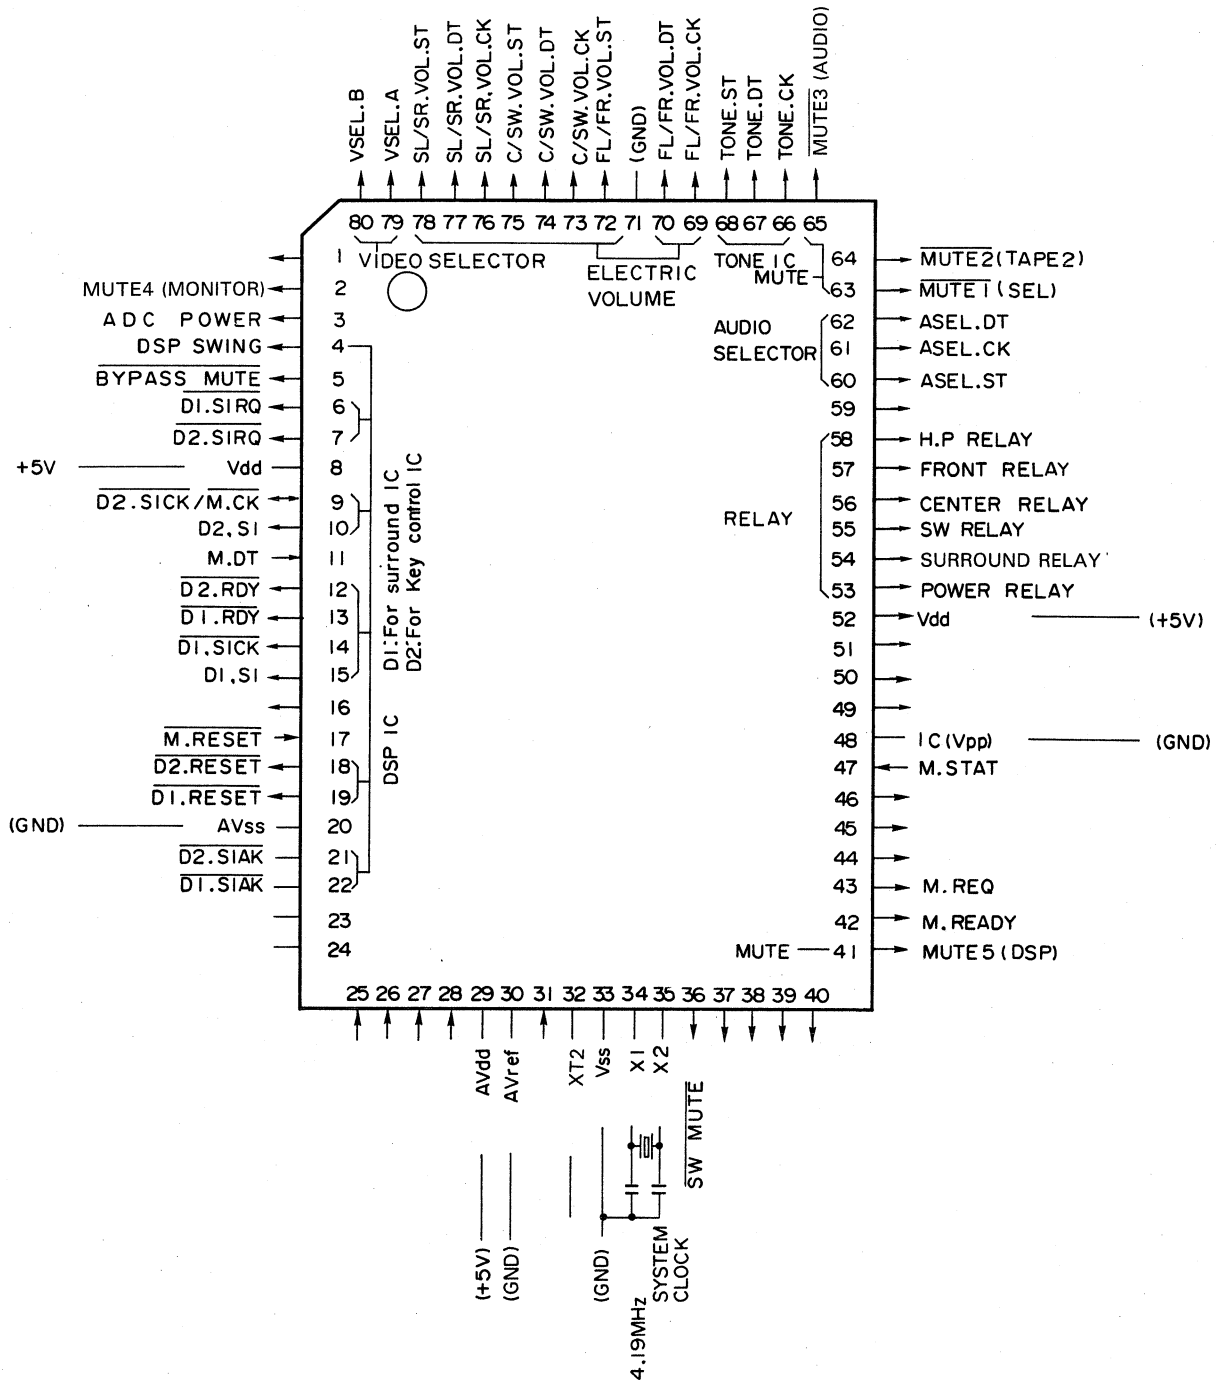 VSEL.B
VSEL.A
SL/SR.VOL.ST
SL/SR.VOL.DT
SL/SR.VOL.CK
C/SW.VOL.ST
C/SW.VOL.DT
C/SW.VOL.CK
FL/FR.VOL.ST
(GND)
FL/FR.VOL.DT
FL/FR.VOL.CK
TONE.ST
TONE.DT
TONE.CK
MUTE3 (AUDIO)
80 79 78 77 76 75 74 73 72 71 70 69 68 67 66 65
VIDEO SELECTOR
ELECTRIC VOLUME
TONE IC
MUTE
1
MUTE4 (MONITOR) 2
ADC POWER 3
DSP SWING 4
BYPASS MUTE 5
D1.SIRQ 6
D2.SIRQ 7
+5V Vdd 8
D2.SICK/M.CK 9
D2.SI 10
M.DT 11
D2.RDY 12
D1.RDY 13
D1.SICK 14
D1.SI 15
16
M.RESET 17
D2.RESET 18
D1.RESET 19
(GND) AVss 20
D2.SIAK 21
D1.SIAK 22
23
24
DSP IC
D1:For surround IC
D2:For Key control IC
64 MUTE2(TAPE2)
63 MUTE1(SEL)
AUDIO
SELECTOR
62 ASEL.DT
61 ASEL.CK
60 ASEL.ST
59
58 H.P RELAY
57 FRONT RELAY
56 CENTER RELAY
RELAY
55 SW RELAY
54 SURROUND RELAY
53 POWER RELAY
52 Vdd (+5V)
51
50
49
48 IC(Vpp) (GND)
47 M.STAT
46
45
44
43 M.REQ
42 M.READY
MUTE 41 MUTE5(DSP)
25 26 27 28 29 30 31 32 33 34 35 36 37 38 39 40
AVdd
AVref
XT2
Vss
X1
X2
SW MUTE
(+5V)
(GND)
(GND)
4.19MHz
SYSTEM
CLOCK